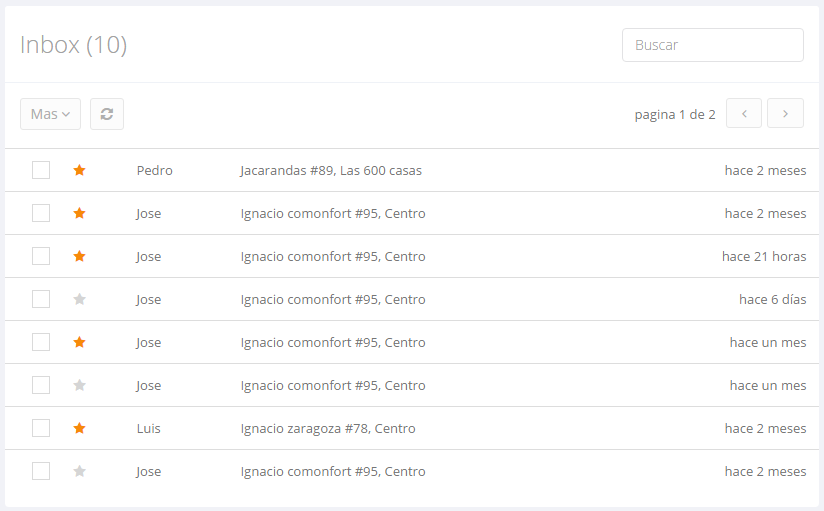 Inbox (10)
Buscar
Mas
pagina 1 de 2
Pedro Jacarandas #89, Las 600 casas hace 2 meses
Jose Ignacio comonfort #95, Centro hace 2 meses
Jose Ignacio comonfort #95, Centro hace 21 horas
Jose Ignacio comonfort #95, Centro hace 6 días
Jose Ignacio comonfort #95, Centro hace un mes
Jose Ignacio comonfort #95, Centro hace un mes
Luis Ignacio zaragoza #78, Centro hace 2 meses
Jose Ignacio comonfort #95, Centro hace 2 meses